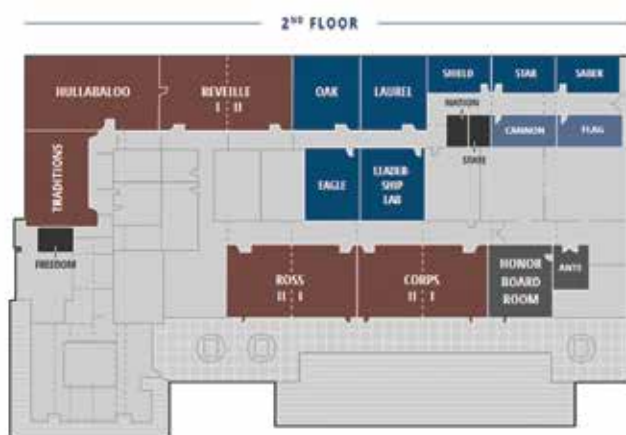 2ND FLOOR
HULLABALOO
REVEILLE
I II
OAK
LAUREL
SHIELD
STAR
SABER
NATION
STATE
CANNON
FLAG
TRADITIONS
EAGLE
LEADER-
SHIP
LAB
FREEDOM
ROSS
II I
CORPS
II I
HONOR
BOARD
ROOM
ANTE